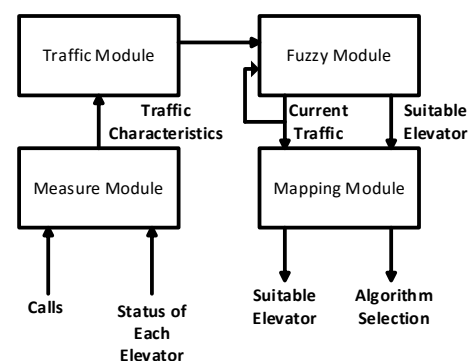 Traffic Module
Fuzzy Module
Traffic
Characteristics
Current
Traffic
Suitable
Elevator
Measure Module
Mapping Module
Calls
Status of
Each
Elevator
Suitable
Elevator
Algorithm
Selection